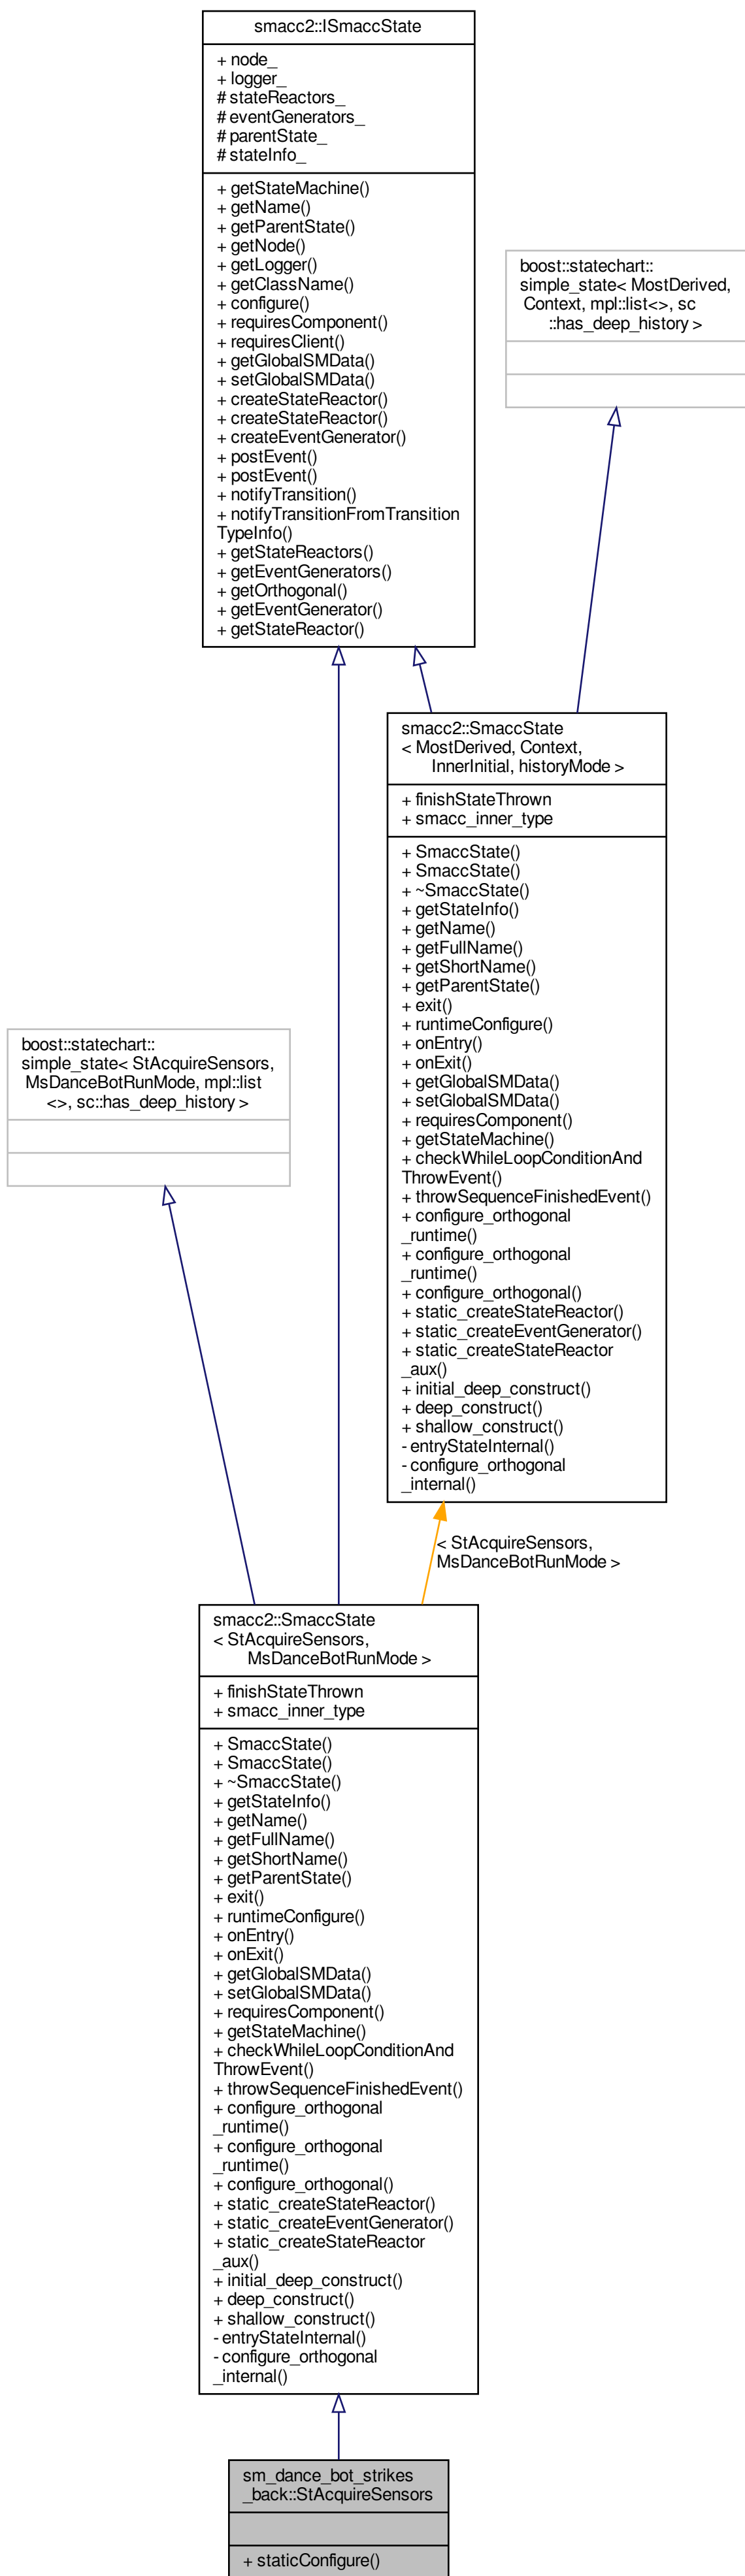 smacc2::ISmaccState
+ node_
+ logger_
# stateReactors_
# eventGenerators_
# parentState_
# stateInfo_
+ getStateMachine()
+ getName()
+ getParentState()
+ getNode()
+ getLogger()
+ getClassName()
+ configure()
+ requiresComponent()
+ requiresClient()
+ getGlobalSMData()
+ setGlobalSMData()
+ createStateReactor()
+ createStateReactor()
+ createEventGenerator()
+ postEvent()
+ postEvent()
+ notifyTransition()
+ notifyTransitionFromTransition
TypeInfo()
+ getStateReactors()
+ getEventGenerators()
+ getOrthogonal()
+ getEventGenerator()
+ getStateReactor()
boost::statechart::
simple_state< MostDerived,
Context, mpl::list<>, sc
::has_deep_history >
smacc2::SmaccState
< MostDerived, Context,
InnerInitial, historyMode >
+ finishStateThrown
+ smacc_inner_type
+ SmaccState()
+ SmaccState()
+ ~SmaccState()
+ getStateInfo()
+ getName()
+ getFullName()
+ getShortName()
+ getParentState()
+ exit()
+ runtimeConfigure()
+ onEntry()
+ onExit()
+ getGlobalSMData()
+ setGlobalSMData()
+ requiresComponent()
+ getStateMachine()
+ checkWhileLoopConditionAnd
ThrowEvent()
+ throwSequenceFinishedEvent()
+ configure_orthogonal
_runtime()
+ configure_orthogonal
_runtime()
+ configure_orthogonal()
+ static_createStateReactor()
+ static_createEventGenerator()
+ static_createStateReactor
_aux()
+ initial_deep_construct()
+ deep_construct()
+ shallow_construct()
- entryStateInternal()
- configure_orthogonal
_internal()
boost::statechart::
simple_state< StAcquireSensors,
MsDanceBotRunMode, mpl::list
<>, sc::has_deep_history >
< StAcquireSensors,
MsDanceBotRunMode >
smacc2::SmaccState
< StAcquireSensors,
MsDanceBotRunMode >
+ finishStateThrown
+ smacc_inner_type
+ SmaccState()
+ SmaccState()
+ ~SmaccState()
+ getStateInfo()
+ getName()
+ getFullName()
+ getShortName()
+ getParentState()
+ exit()
+ runtimeConfigure()
+ onEntry()
+ onExit()
+ getGlobalSMData()
+ setGlobalSMData()
+ requiresComponent()
+ getStateMachine()
+ checkWhileLoopConditionAnd
ThrowEvent()
+ throwSequenceFinishedEvent()
+ configure_orthogonal
_runtime()
+ configure_orthogonal
_runtime()
+ configure_orthogonal()
+ static_createStateReactor()
+ static_createEventGenerator()
+ static_createStateReactor
_aux()
+ initial_deep_construct()
+ deep_construct()
+ shallow_construct()
- entryStateInternal()
- configure_orthogonal
_internal()
sm_dance_bot_strikes
_back::StAcquireSensors
+ staticConfigure()